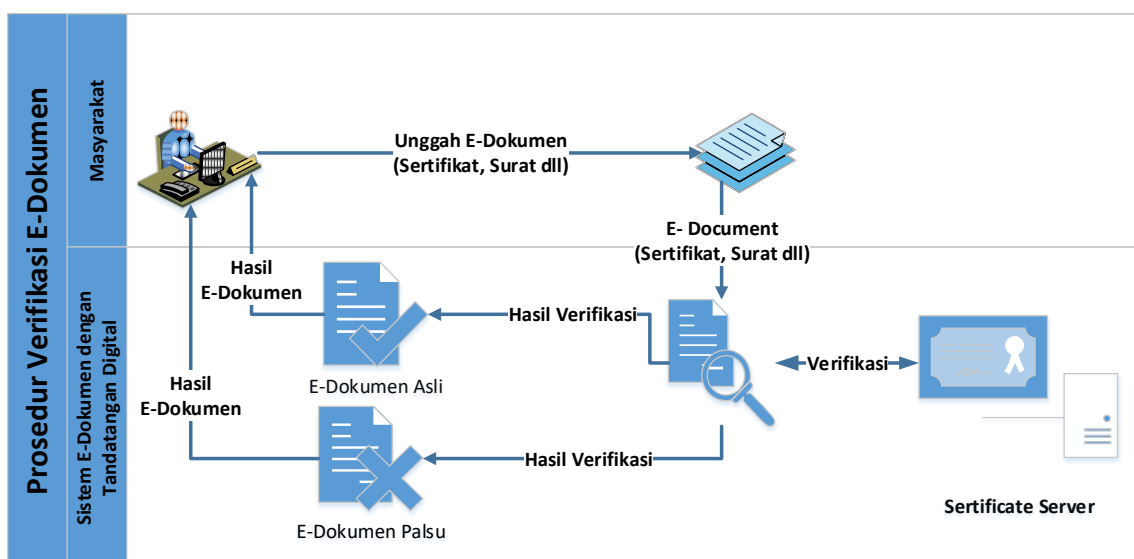 Prosedur Verifikasi E-Dokumen
Masyarakat
Unggah E-Dokumen
(Sertifikat, Surat dll)
E- Document
(Sertifikat, Surat dll)
Sistem E-Dokumen dengan
Tandatangan Digital
Hasil
E-Dokumen
Hasil Verifikasi
Verifikasi
E-Dokumen Asli
Hasil
E-Dokumen
Hasil Verifikasi
E-Dokumen Palsu
Sertificate Server